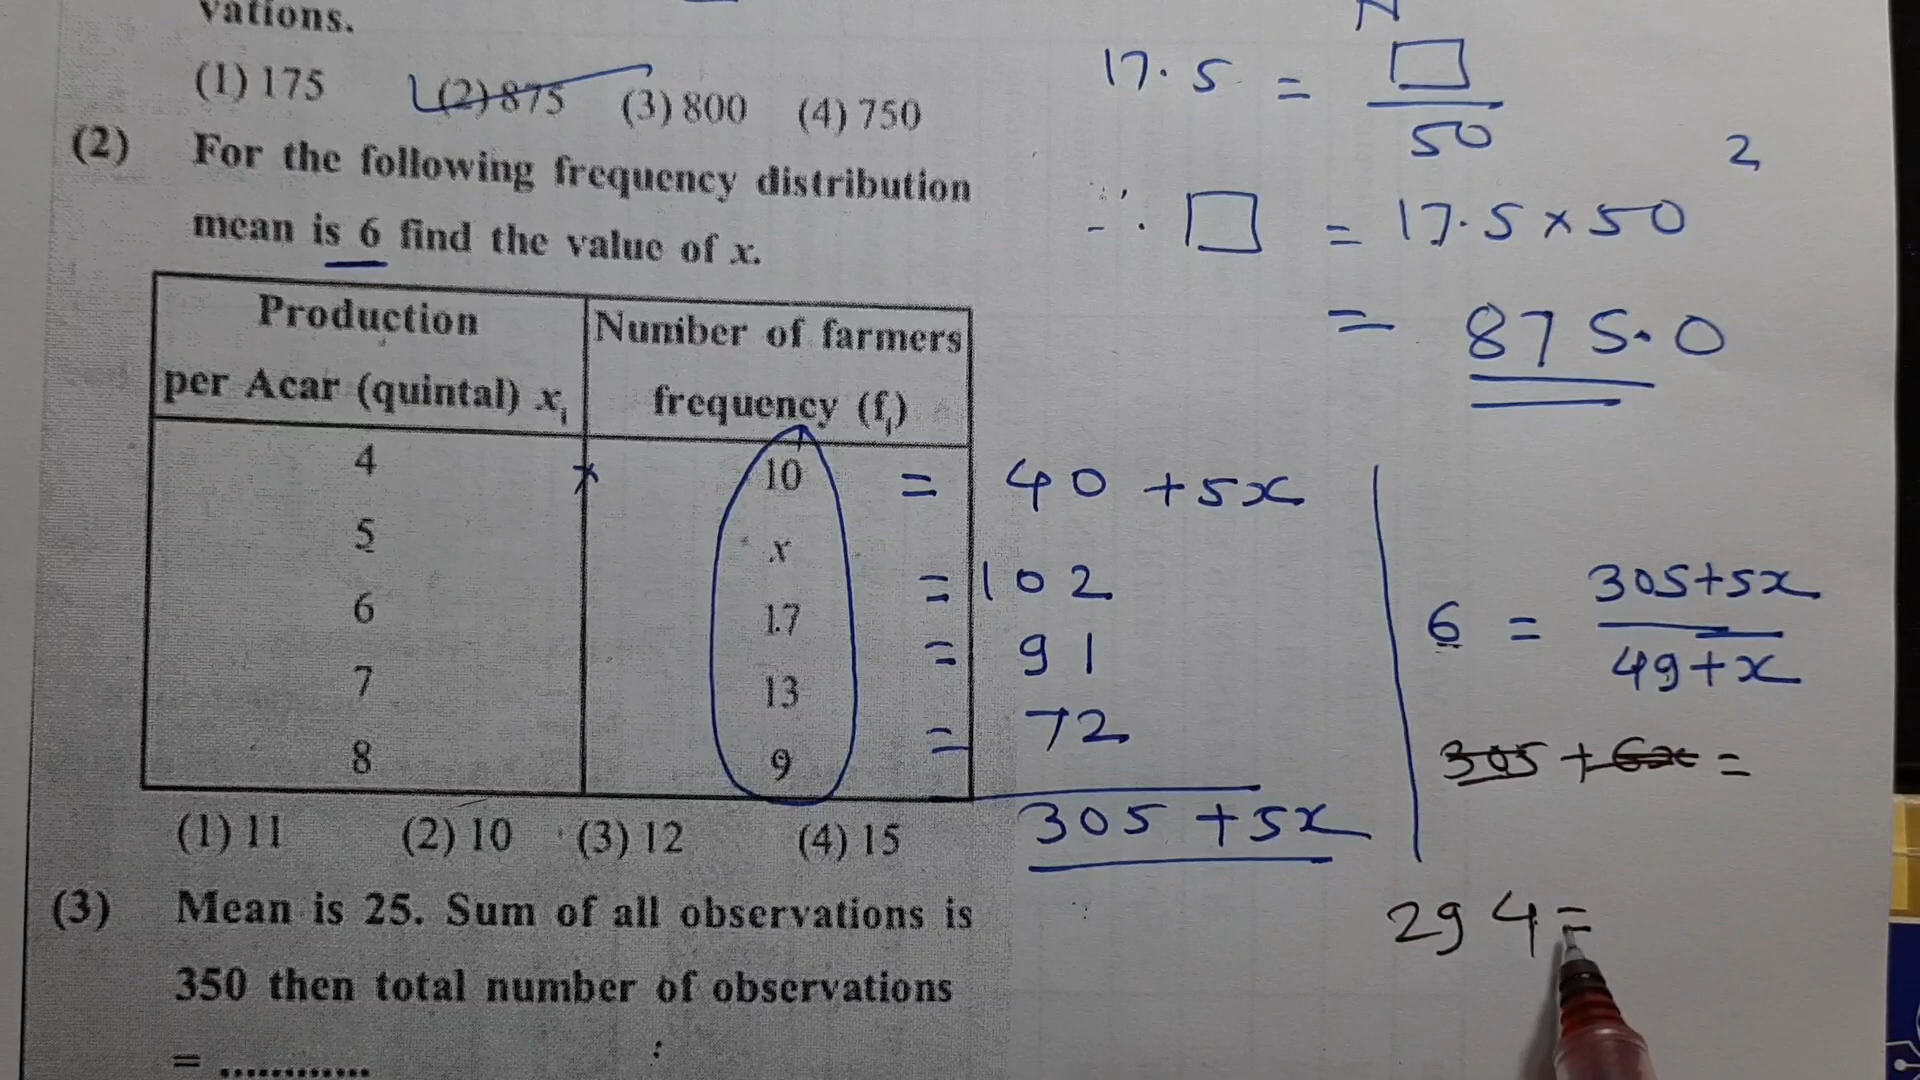 vations.
(1) 175 (2) 875 (3) 800 (4) 750
(2) For the following frequency distribution
mean is 6 find the value of x.
Production
per Acar (quintal) xi
Number of farmers
frequency (fi)
4 × 10 = 40 + 5x
5 x
6 17 = 102
7 13 = 91
8 9 = 72
305 + 5x
(1) 11 (2) 10 (3) 12 (4) 15
(3) Mean is 25. Sum of all observations is
350 then total number of observations
= ............
N
17.5 = □
50
2
∴ □ = 17.5 × 50
= 875.0
6 = 305+5x
49+x
305 + 6x =
294 =